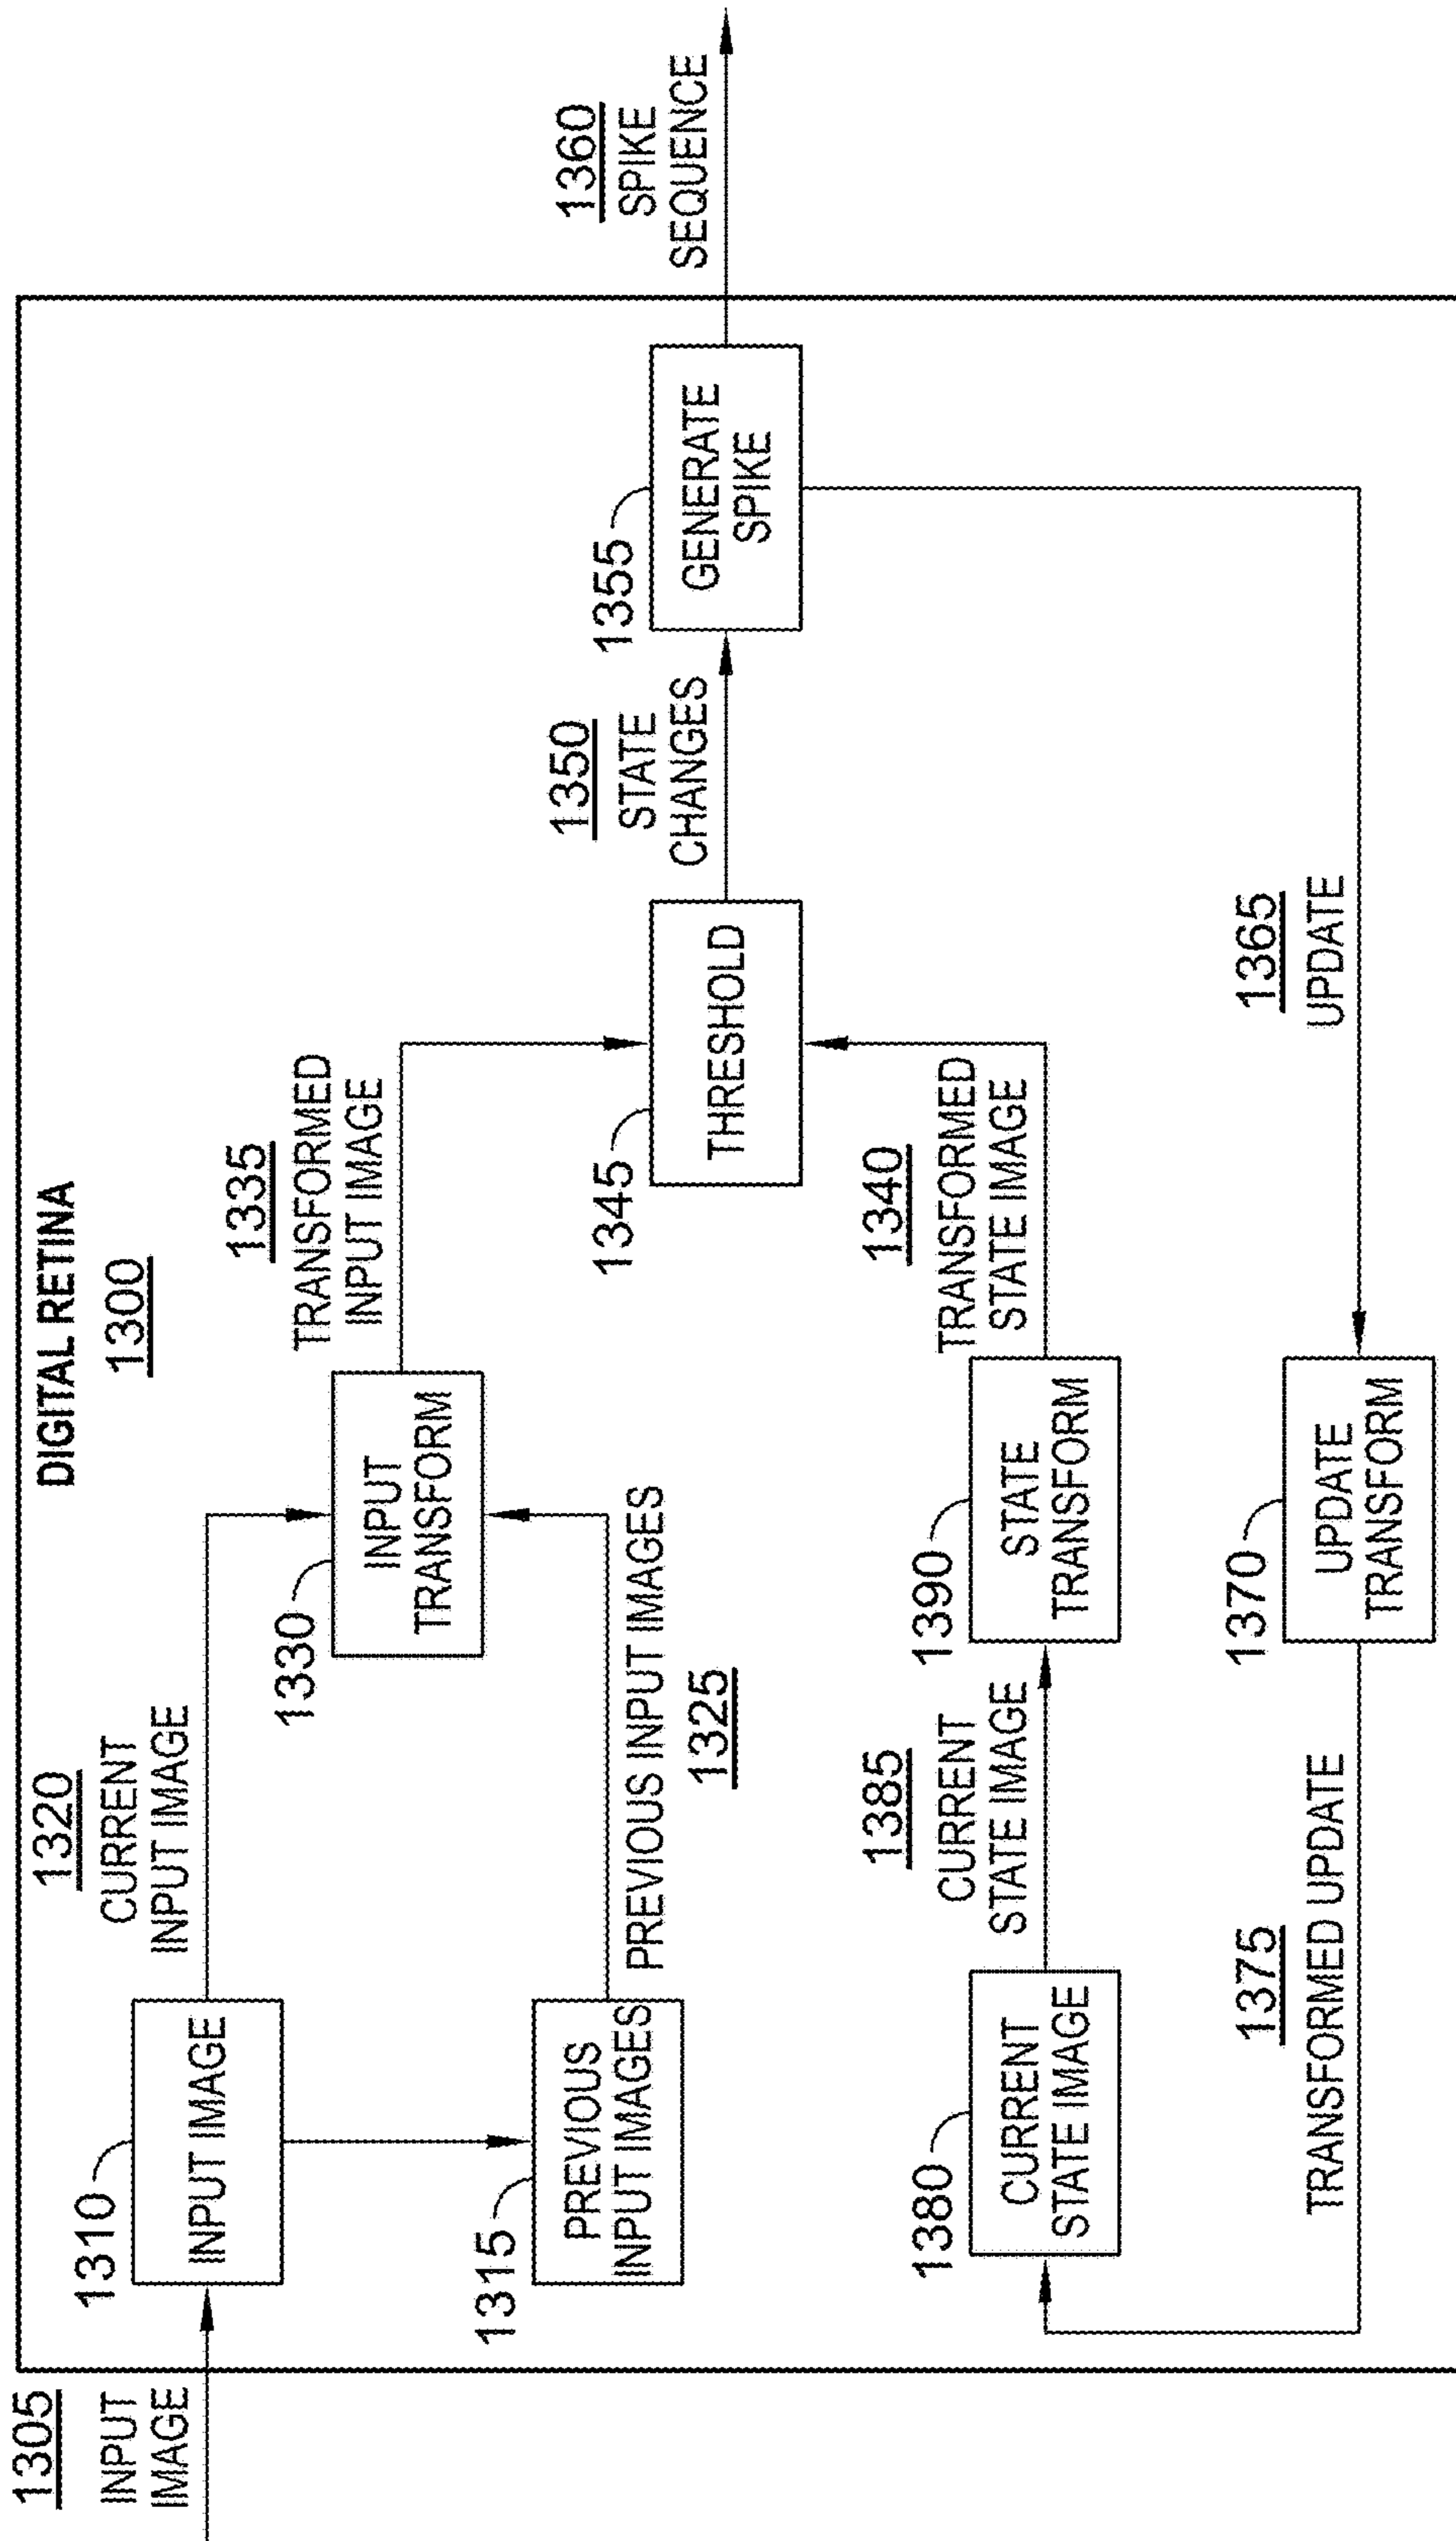 DIGITAL RETINA
1300
1305
INPUT
IMAGE
1310
INPUT IMAGE
1320
CURRENT
INPUT IMAGE
1315
PREVIOUS
INPUT IMAGES
PREVIOUS INPUT IMAGES
1325
1330
INPUT
TRANSFORM
1335
TRANSFORMED
INPUT IMAGE
1345
THRESHOLD
1350
STATE
CHANGES
1355
GENERATE
SPIKE
1360
SPIKE
SEQUENCE
1380
CURRENT
STATE IMAGE
1385
CURRENT
STATE IMAGE
1390
STATE
TRANSFORM
1340
TRANSFORMED
STATE IMAGE
1375
TRANSFORMED UPDATE
1370
UPDATE
TRANSFORM
1365
UPDATE